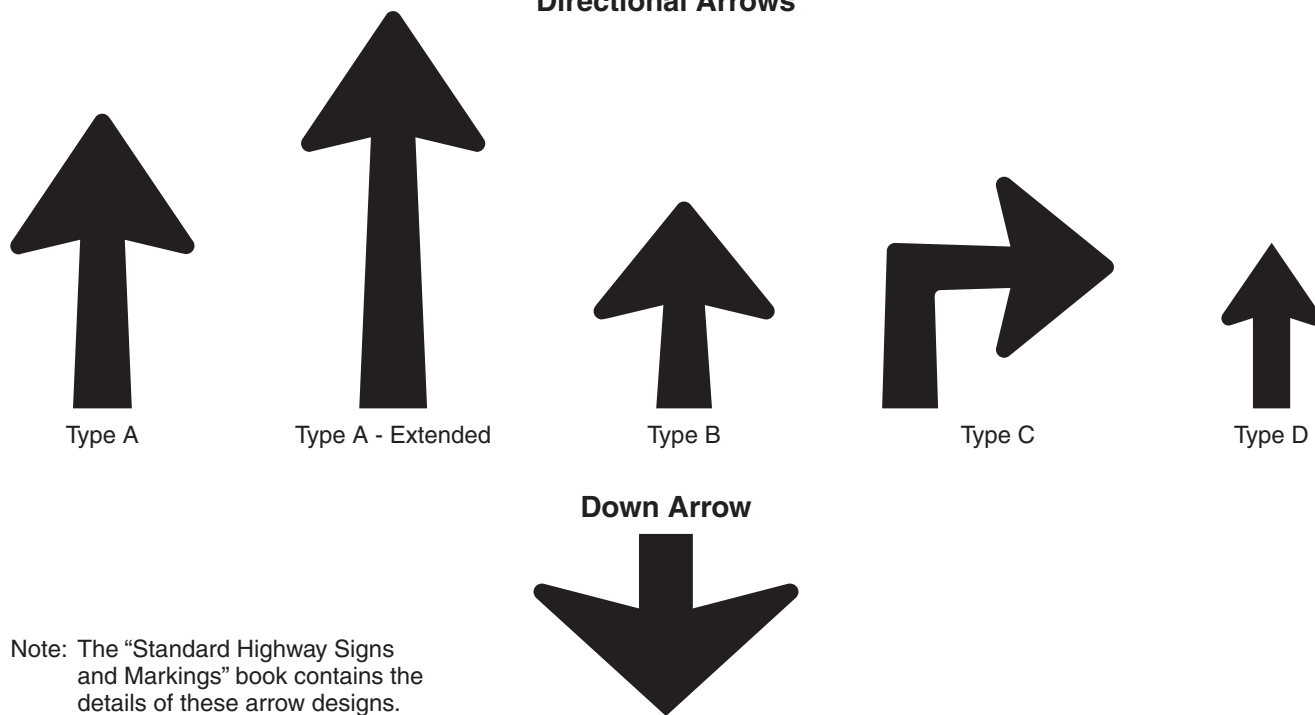 Directional Arrows
Type A
Type A - Extended
Type B
Type C
Type D
Down Arrow
Note: The “Standard Highway Signs
and Markings” book contains the
details of these arrow designs.